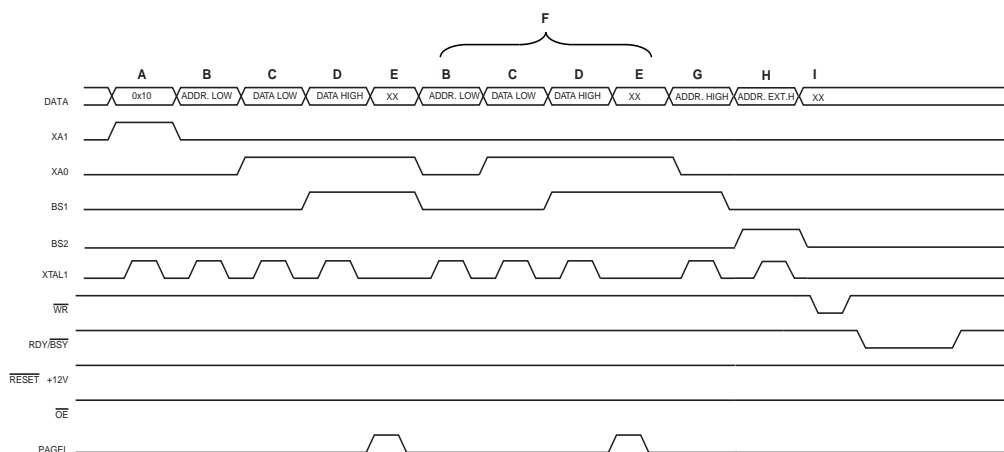 F
A B C D E B C D E G H I
DATA 0x10 ADDR. LOW DATA LOW DATA HIGH XX ADDR. LOW DATA LOW DATA HIGH XX ADDR. HIGH ADDR. EXT.H XX
XA1
XA0
BS1
BS2
XTAL1
WR
RDY/BSY
RESET +12V
OE
PAGEL